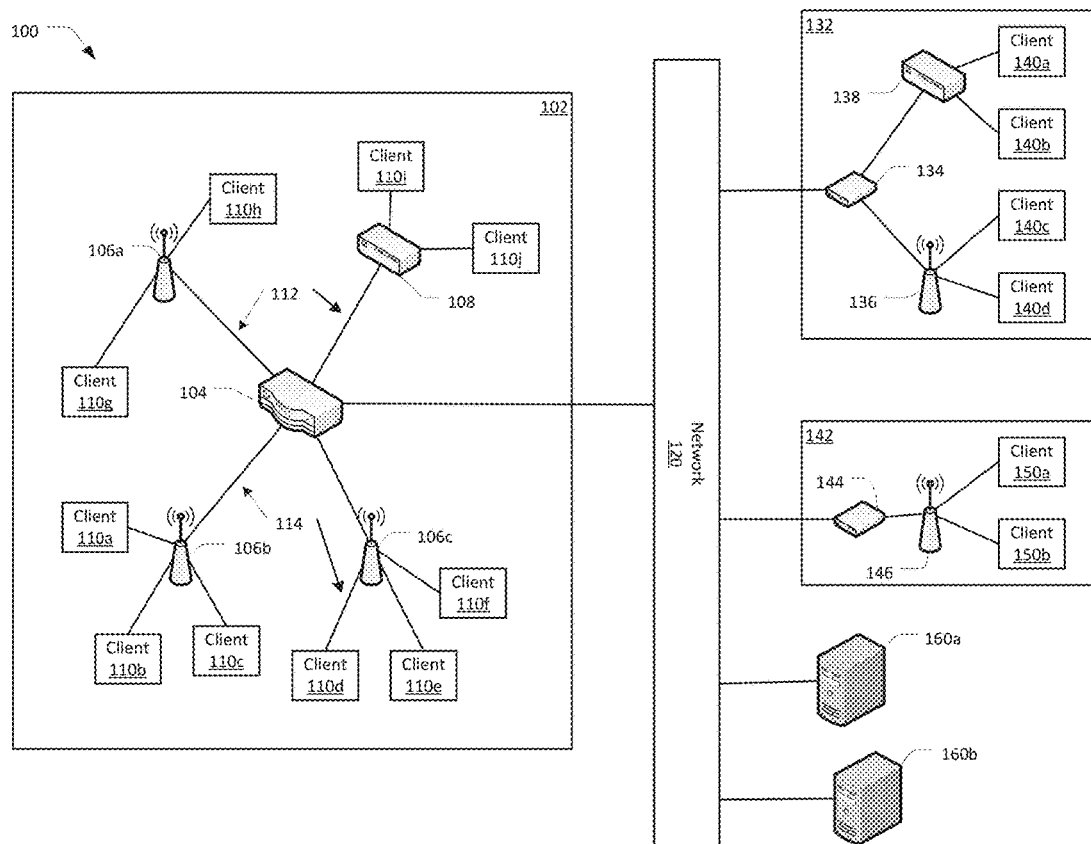 100
102
Client
110h
106a
Client
110i
Client
110j
108
112
Client
110g
104
114
Client
110a
106b
106c
Client
110f
Client
110b
Client
110c
Client
110d
Client
110e
Network
120
132
Client
140a
138
Client
140b
134
Client
140c
136
Client
140d
142
144
Client
150a
146
Client
150b
160a
160b